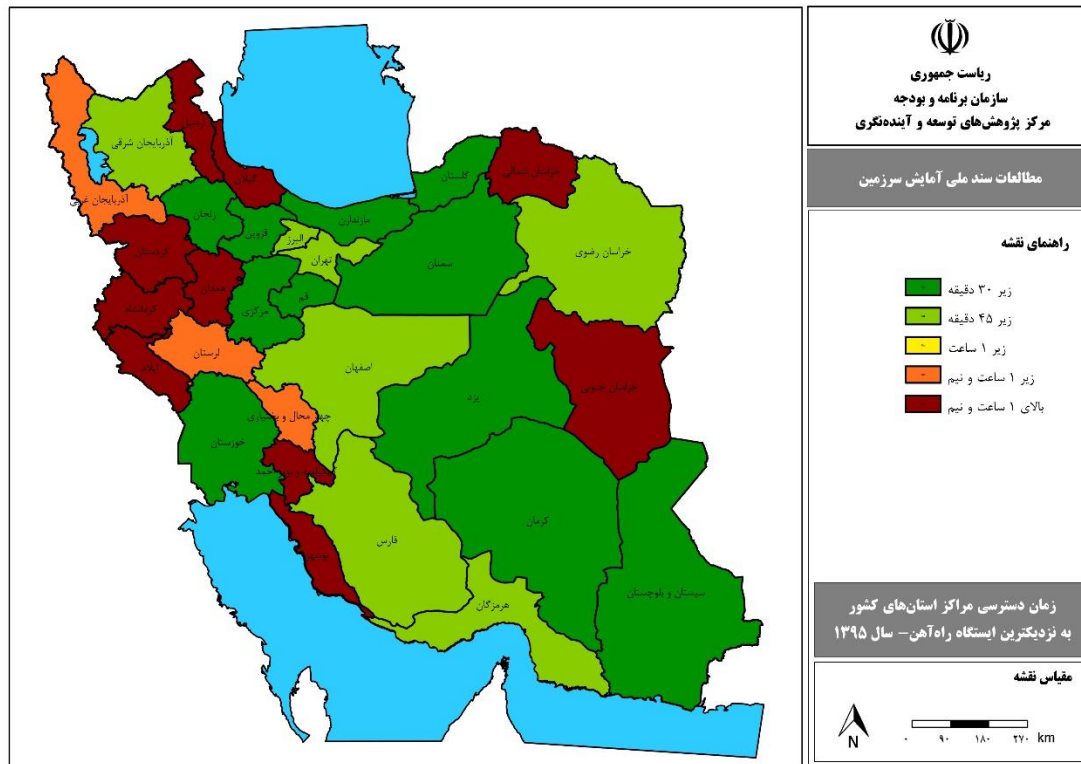 ریاست جمهوری
سازمان برنامه و بودجه
مرکز پژوهش‌های توسعه و آینده‌نگری
مطالعات سند ملی آمایش سرزمین
راهنمای نقشه
زیر ۳۰ دقیقه
زیر ۴۵ دقیقه
زیر ۱ ساعت
زیر ۱ ساعت و نیم
بالای ۱ ساعت و نیم
زمان دسترسی مراکز استان‌های کشور
به نزدیکترین ایستگاه راه‌آهن– سال ۱۳۹۵
مقیاس نقشه
N
۰ ۹۰ ۱۸۰ ۲۷۰ km
آذربایجان شرقی
اردبیل
گیلان
آذربایجان غربی
زنجان
گلستان
خراسان شمالی
مازندران
قزوین
البرز
تهران
سمنان
خراسان رضوی
کردستان
همدان
کرمانشاه
مرکزی
قم
ایلام
لرستان
اصفهان
یزد
خراسان جنوبی
چهار محال و بختیاری
خوزستان
کرمان
فارس
بوشهر
هرمزگان
سیستان و بلوچستان